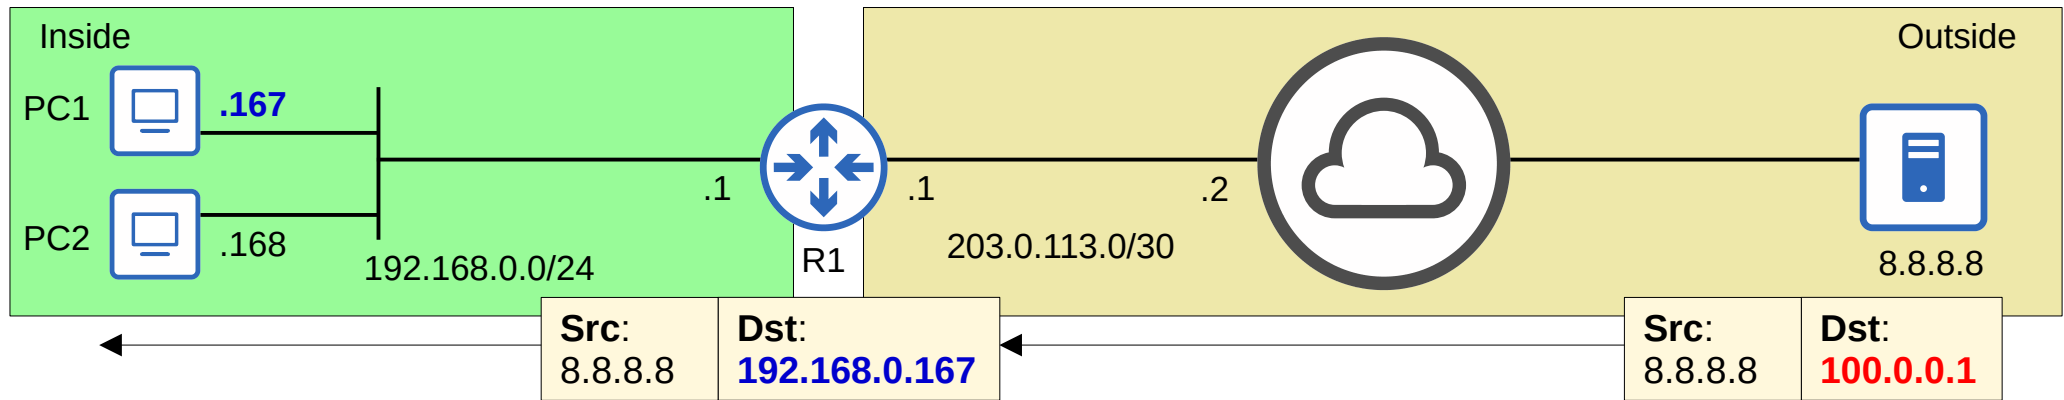 Inside
Outside
PC1
.167
.1
.1
.2
PC2
.168
192.168.0.0/24
R1
203.0.113.0/30
8.8.8.8
Src:
8.8.8.8
Dst:
192.168.0.167
Src:
8.8.8.8
Dst:
100.0.0.1